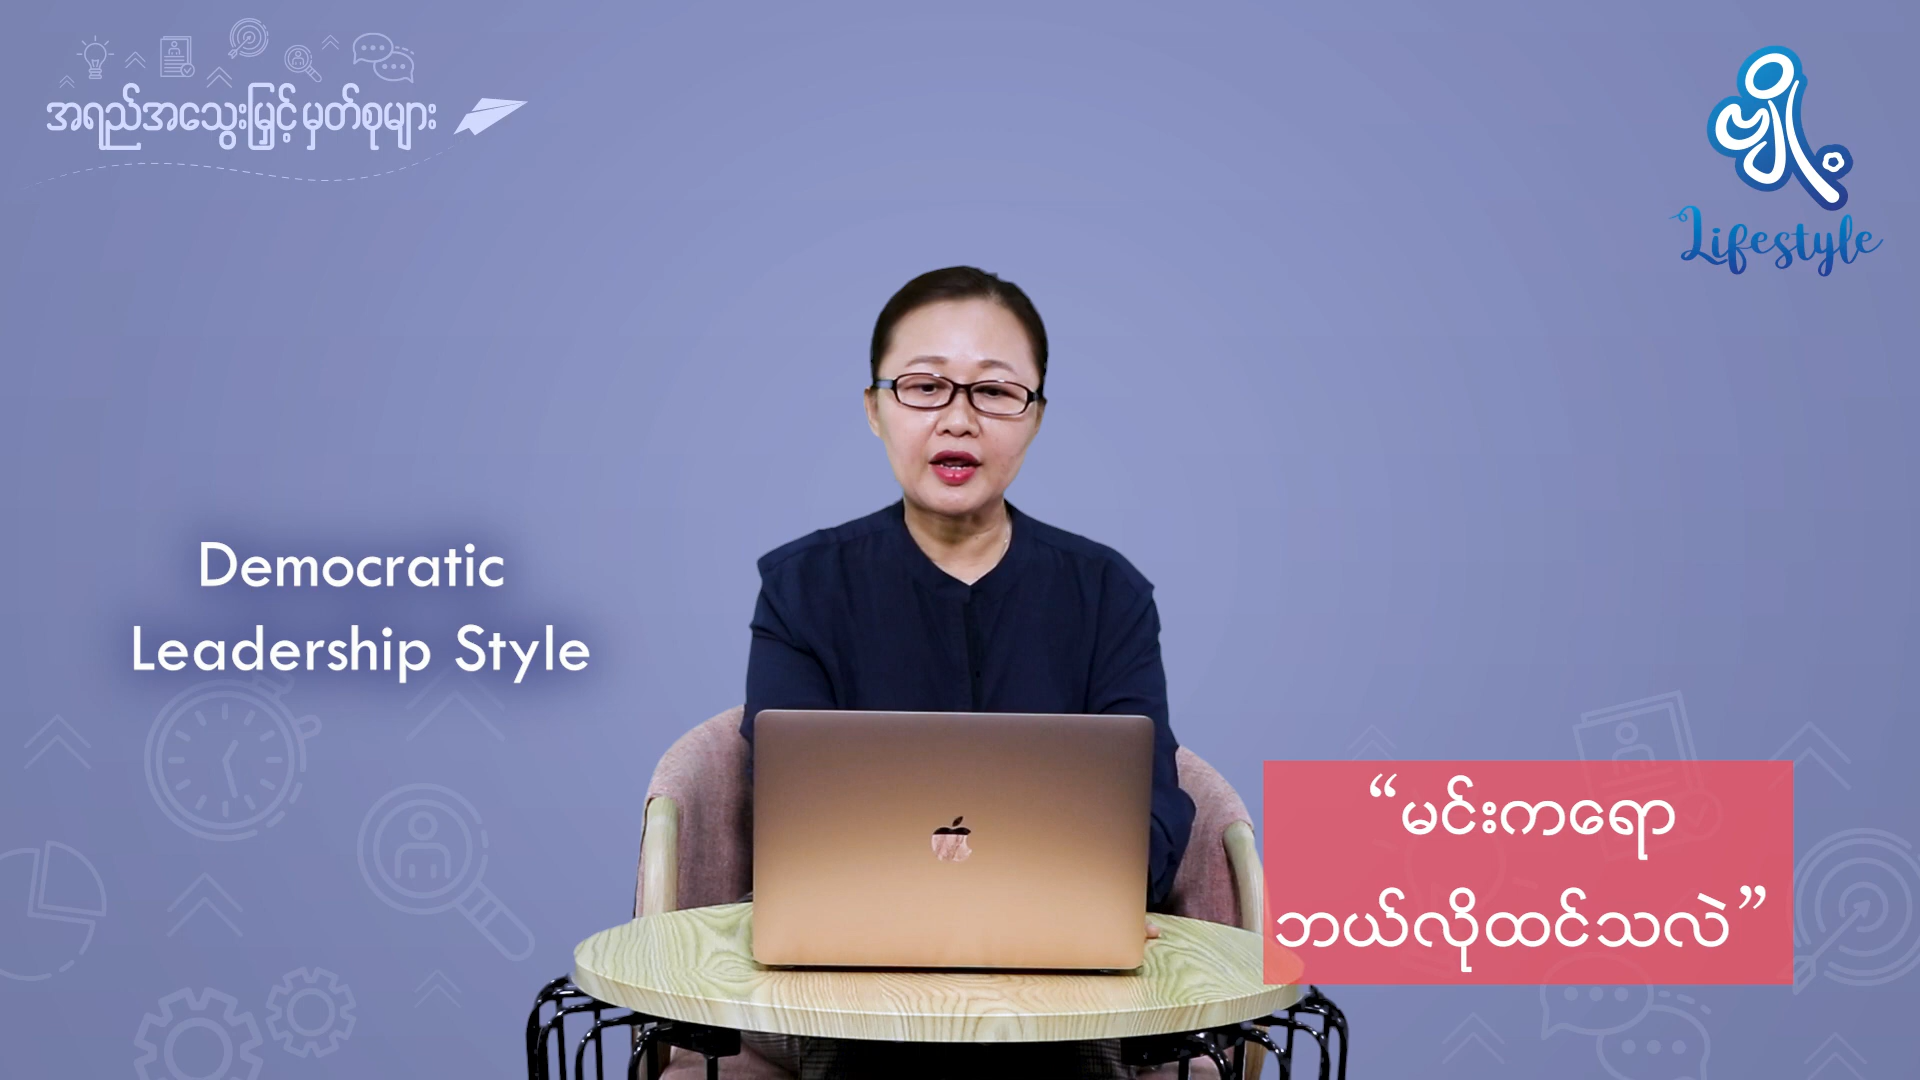 အရည်အသွေးမြှင့်မှတ်စုများ
မျှို့
Lifestyle
Democratic
Leadership Style
“မင်းကရော
ဘယ်လိုထင်သလဲ”